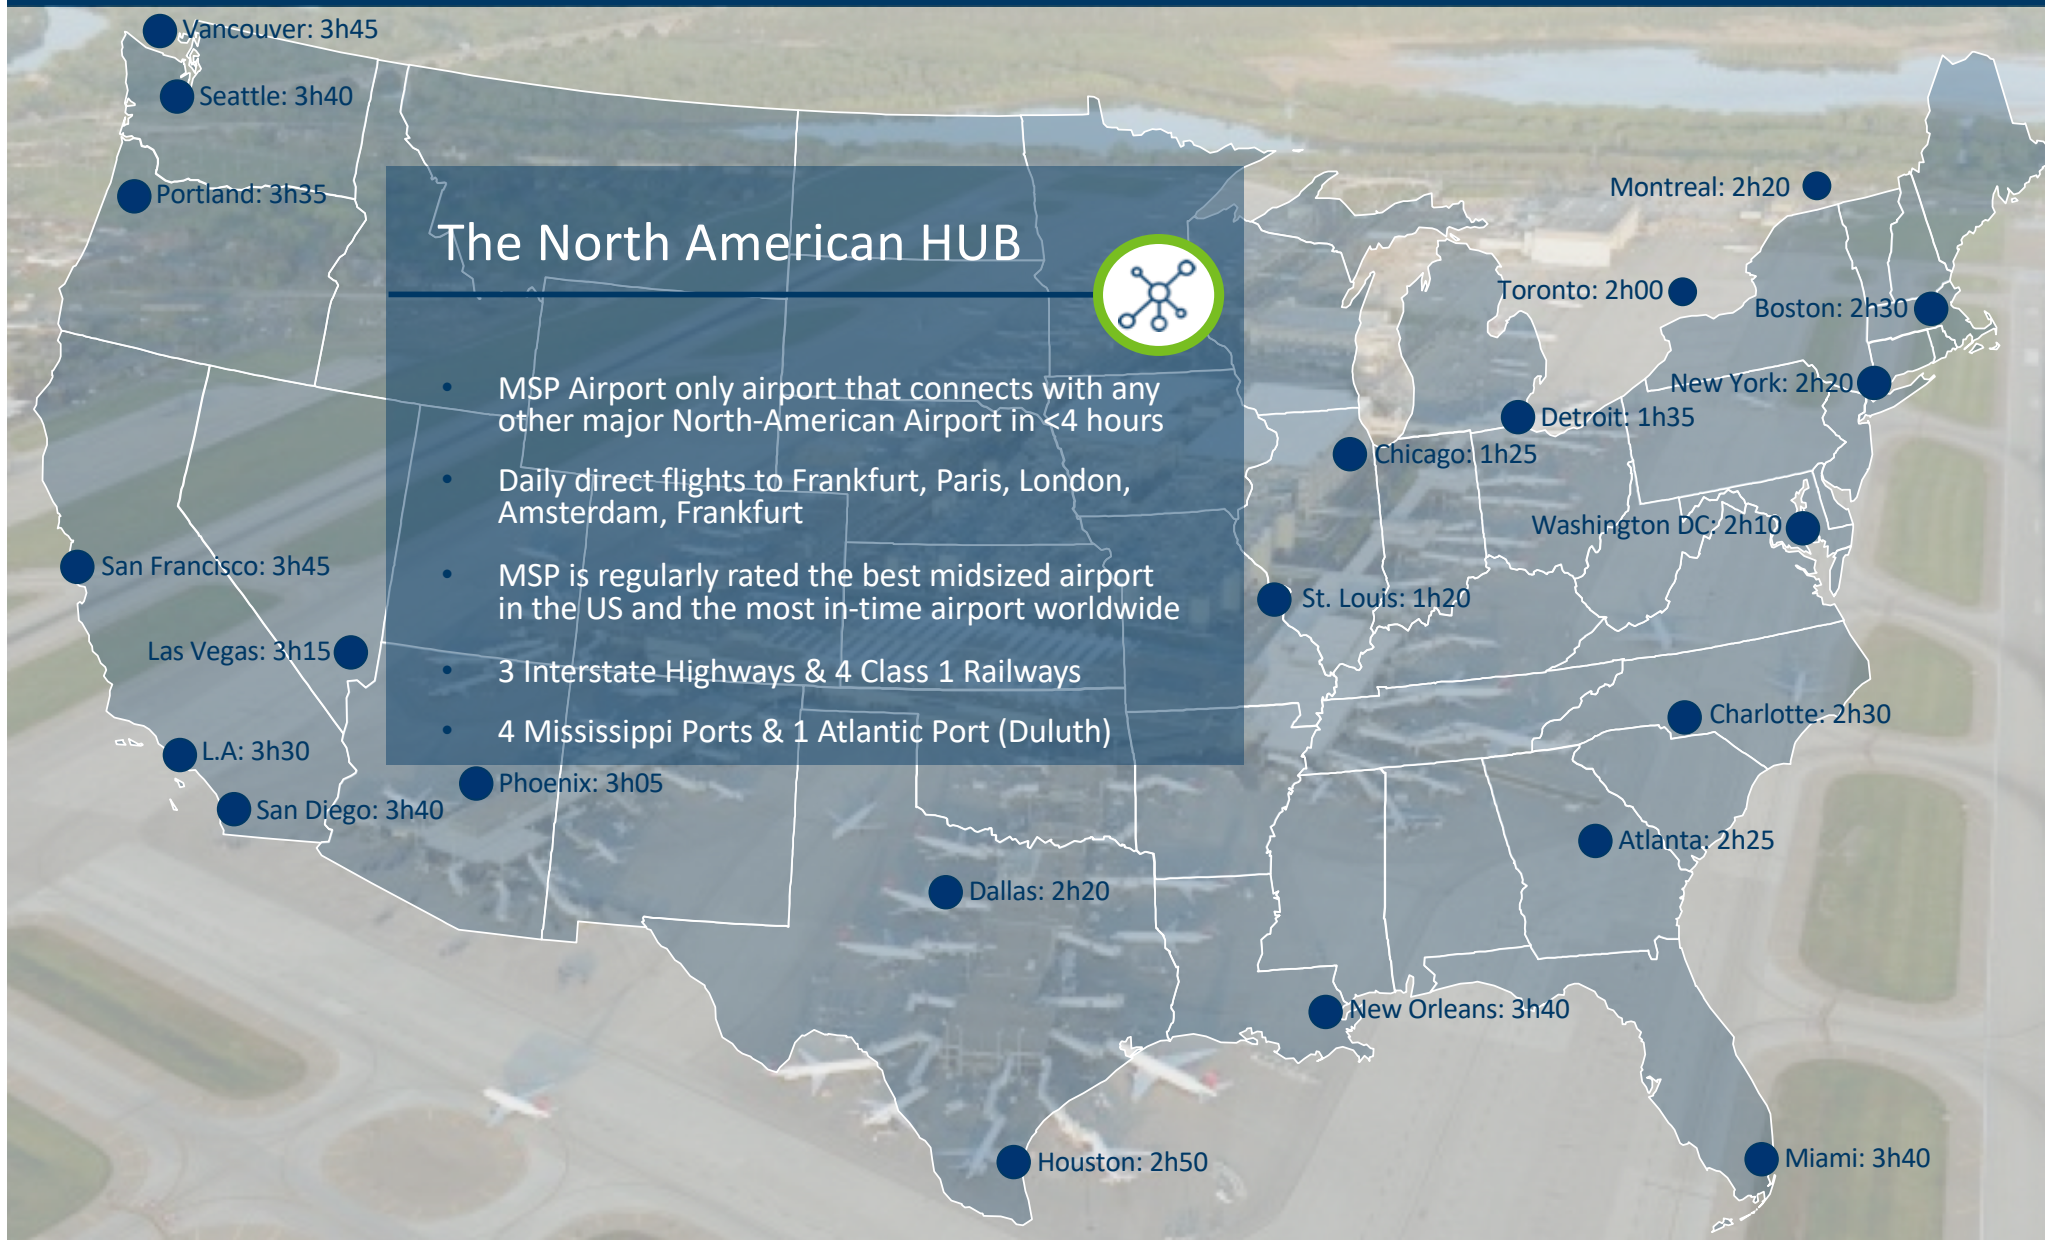 Vancouver: 3h45
Seattle: 3h40
Portland: 3h35
Montreal: 2h20
The North American HUB
Toronto: 2h00
Boston: 2h30
New York: 2h20
Detroit: 1h35
Chicago: 1h25
• MSP Airport only airport that connects with any
other major North-American Airport in <4 hours
• Daily direct flights to Frankfurt, Paris, London,
Amsterdam, Frankfurt
• MSP is regularly rated the best midsized airport
in the US and the most in-time airport worldwide
• 3 Interstate Highways & 4 Class 1 Railways
• 4 Mississippi Ports & 1 Atlantic Port (Duluth)
Washington DC: 2h10
San Francisco: 3h45
St. Louis: 1h20
Las Vegas: 3h15
Charlotte: 2h30
L.A: 3h30
Phoenix: 3h05
San Diego: 3h40
Atlanta: 2h25
Dallas: 2h20
New Orleans: 3h40
Houston: 2h50
Miami: 3h40